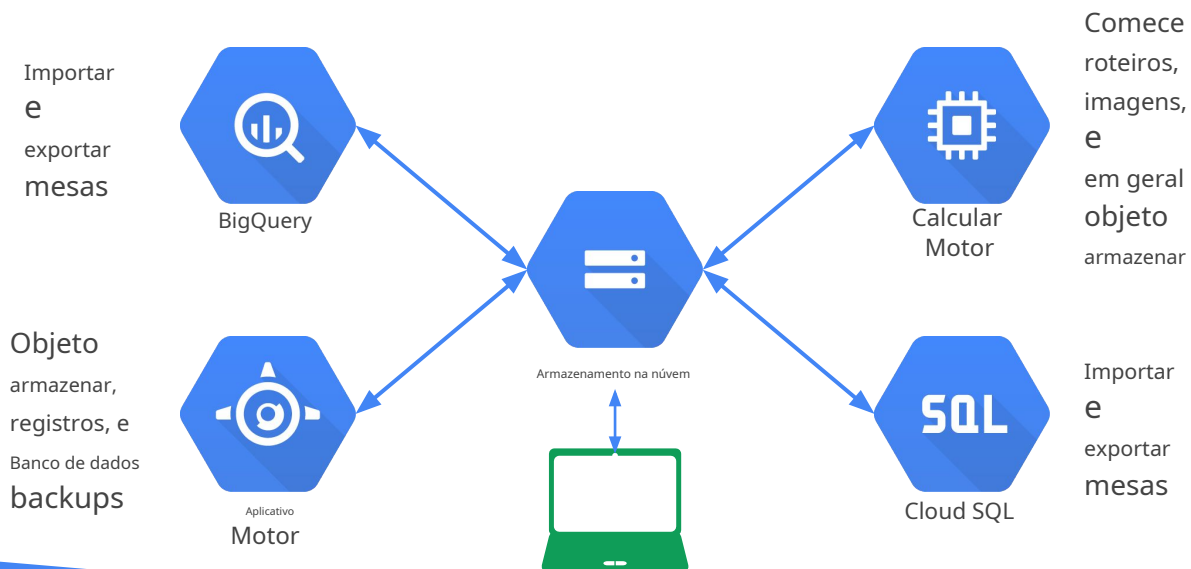 Importar
e
exportar
mesas
BigQuery
Comece
roteiros,
imagens,
e
em geral
objeto
armazenar
Calcular
Motor
Armazenamento na núvem
Objeto
armazenar,
registros, e
Banco de dados
backups
Aplicativo
Motor
SQL
Cloud SQL
Importar
e
exportar
mesas